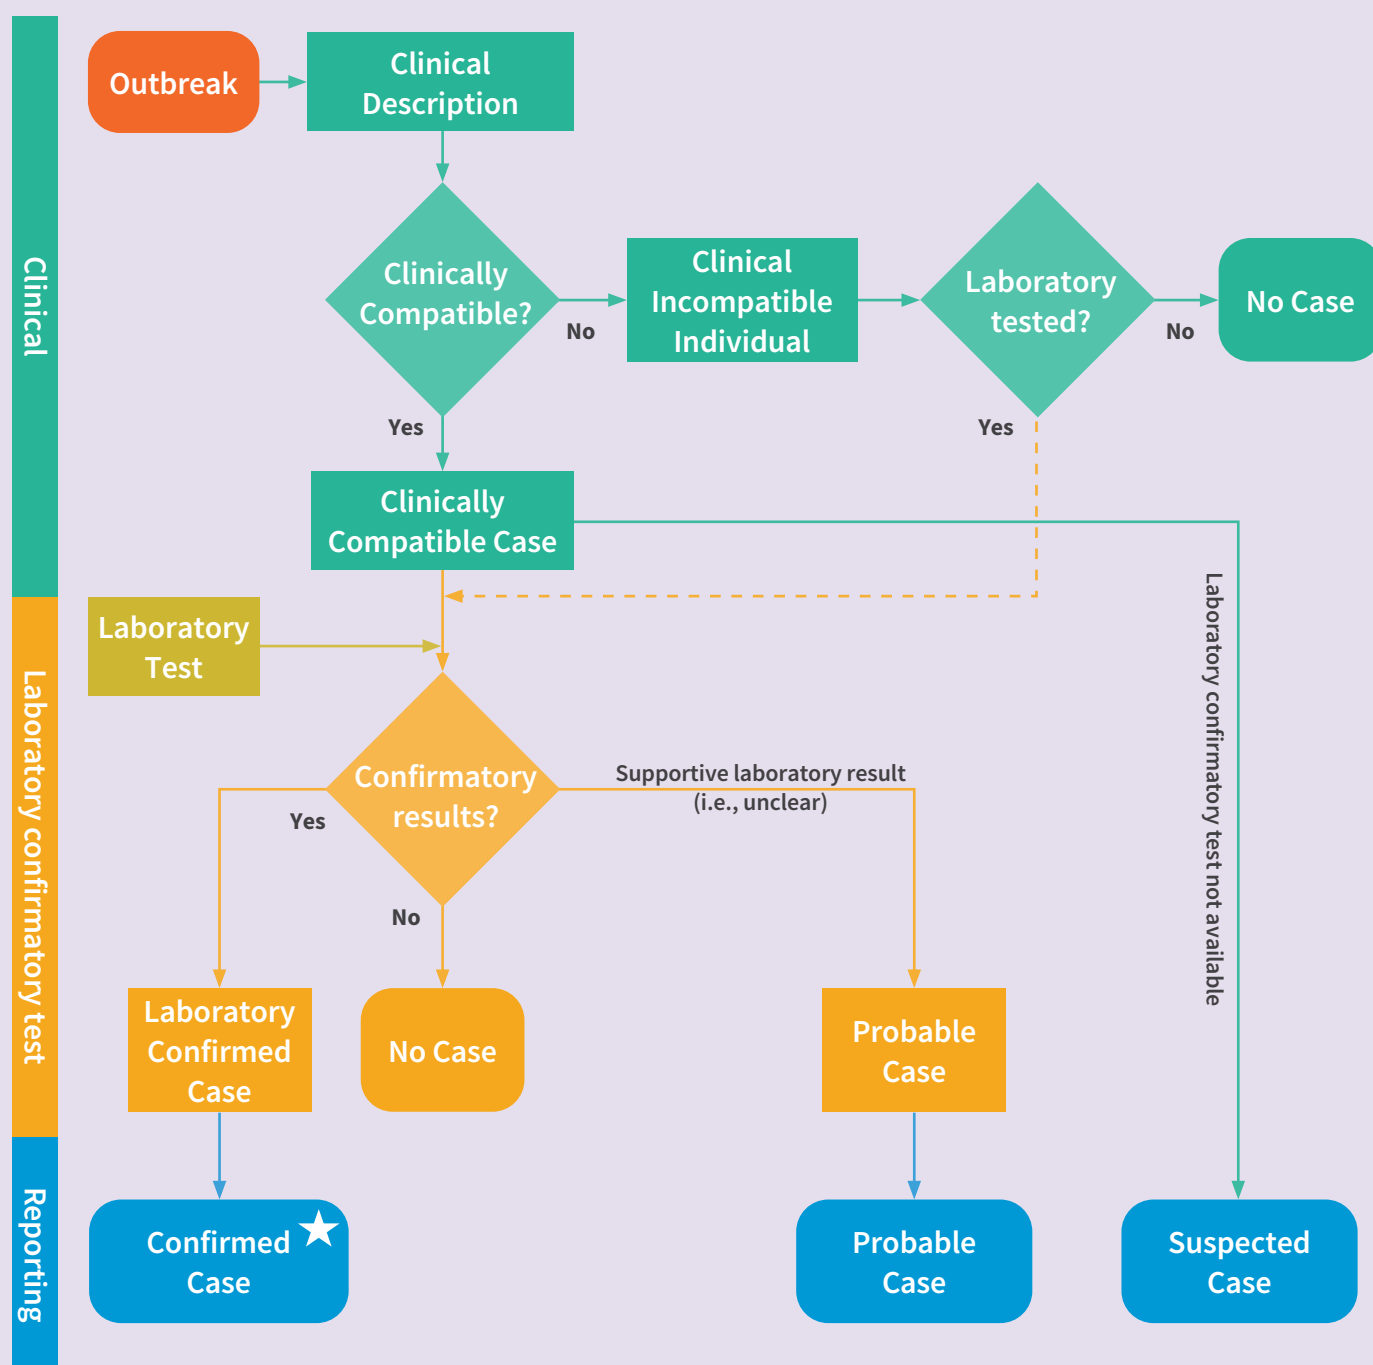 Clinical
Outbreak
Clinical
Description
Clinically
Compatible?
No
Clinical
Incompatible
Individual
Laboratory
tested?
No
No Case
Yes
Yes
Clinically
Compatible Case
Laboratory confirmatory test not available
Laboratory confirmatory test
Laboratory
Test
Confirmatory
results?
Supportive laboratory result
(i.e., unclear)
Yes
No
Laboratory
Confirmed
Case
No Case
Probable
Case
Reporting
Confirmed
Case
Probable
Case
Suspected
Case